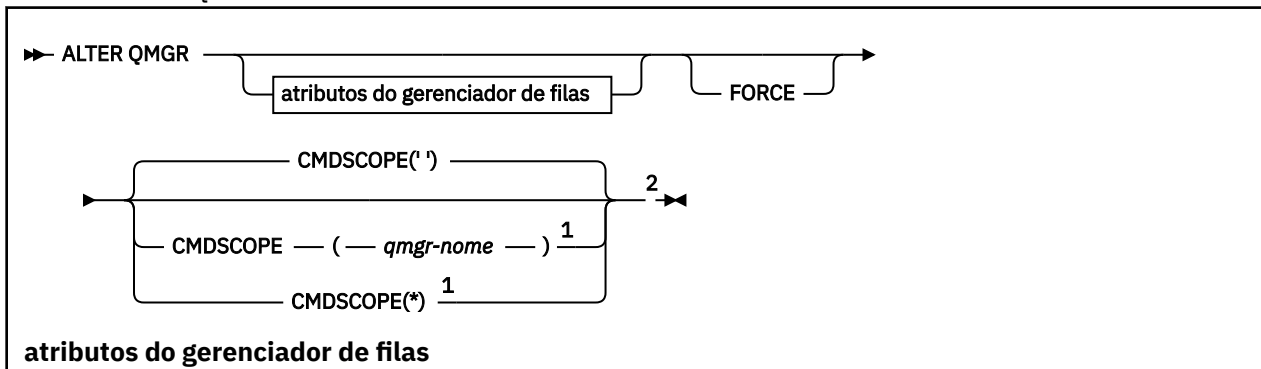 ALTER QMGR
atributos do gerenciador de filas
FORCE
CMDSCOPE(' ')
2
CMDSCOPE ( qmgr-nome ) 1
CMDSCOPE(*) 1
atributos do gerenciador de filas